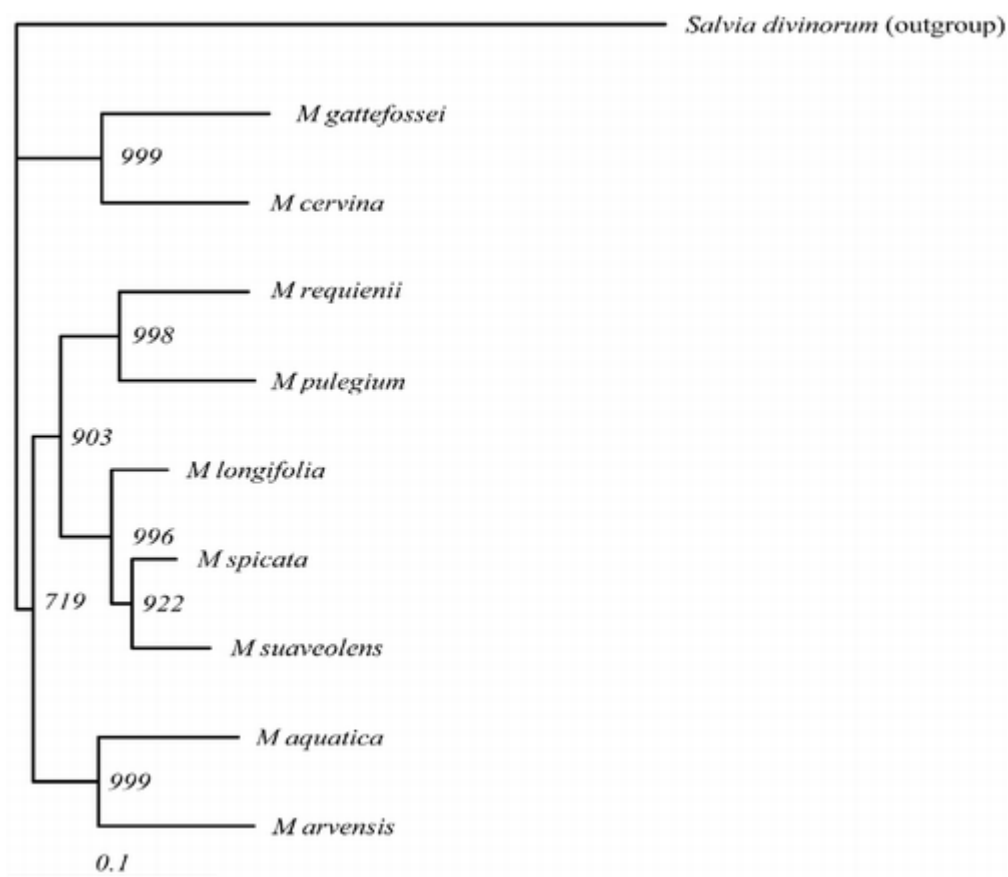 Salvia divinorum (outgroup)
M gattefossei
999
M cervina
M requienii
998
M pulegium
903
M longifolia
996
M spicata
719
922
M suaveolens
M aquatica
999
M arvensis
0.1